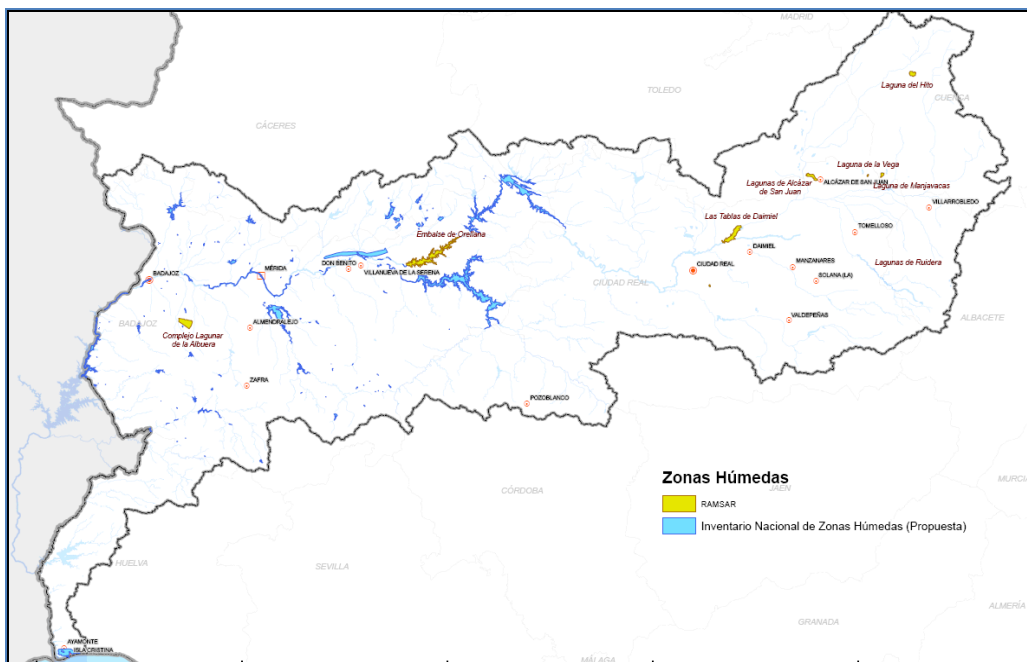 MADRID
Laguna del Hito
TOLEDO
CUENCA
CÁCERES
Laguna de la Vega
Lagunas de Alcázar
de San Juan
ALCÁZAR DE SAN JUAN
Laguna de Manjavacas
VILLARROBLEDO
Las Tablas de Daimiel
TOMELLOSO
Embalse de Orellana
DAIMIEL
MÉRIDA
DON BENITO
VILLANUEVA DE LA SERENA
BADAJOZ
CIUDAD REAL
MANZANARES
Lagunas de Ruidera
SOLANA (LA)
CIUDAD REAL
BADAJOZ
ALMENDRALEJO
VALDEPEÑAS
ALBACETE
Complejo Lagunar
de la Albuera
ZAFRA
POZOBLANCO
Zonas Húmedas
RAMSAR
Inventario Nacional de Zonas Húmedas (Propuesta)
JAÉN
MURCI
CÓRDOBA
HUELVA
SEVILLA
ALMERÍA
GRANADA
AYAMONTE
ISLA CRISTINA
MÁLAGA